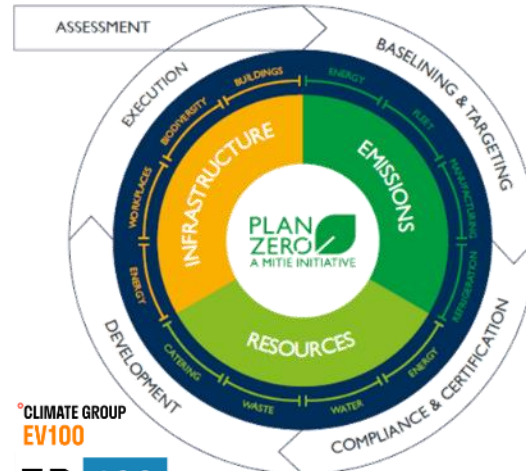 ASSESSMENT
BASELINING & TARGETING
COMPLIANCE & CERTIFICATION
DEVELOPMENT
EXECUTION
BUILDINGS
BIODIVERSITY
WORKPLACES
ENERGY
ENERGY
FLEET
MANUFACTURING
REFRIGERATION
ENERGY
WATER
WASTE
CATERING
INFRASTRUCTURE
EMISSIONS
RESOURCES
PLAN
ZERO
A MITIE INITIATIVE
°CLIMATE GROUP
EV100